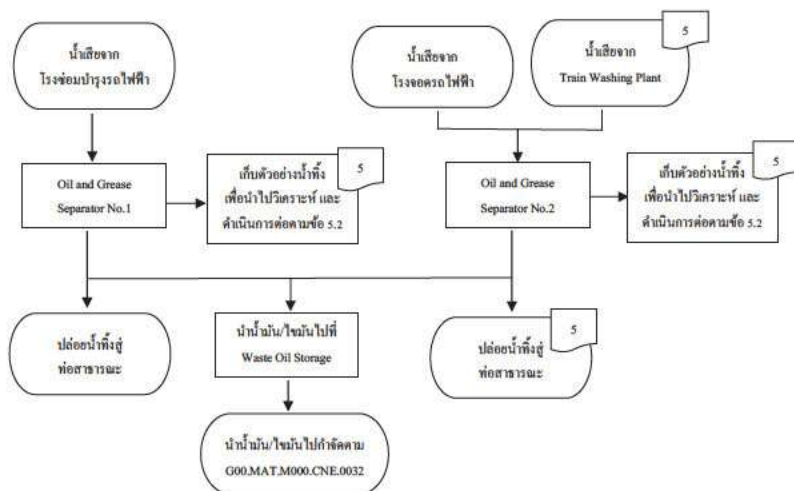 น้ำเสียจาก
โรงซ่อมบำรุงรถไฟฟ้า
น้ำเสียจาก
โรงจอดรถไฟฟ้า
5
น้ำเสียจาก
Train Washing Plant
Oil and Grease
Separator No.1
5
เก็บตัวอย่างน้ำทิ้ง
เพื่อนำไปวิเคราะห์ และ
ดำเนินการต่อตามข้อ 5.2
Oil and Grease
Separator No.2
5
เก็บตัวอย่างน้ำทิ้ง
เพื่อนำไปวิเคราะห์ และ
ดำเนินการต่อตามข้อ 5.2
ปล่อยน้ำทิ้งสู่
ท่อสาธารณะ
นำน้ำมัน/ไขมันไปที่
Waste Oil Storage
5
ปล่อยน้ำทิ้งสู่
ท่อสาธารณะ
นำน้ำมัน/ไขมันไปกำจัดตาม
G00.MAT.M000.CNE.0032